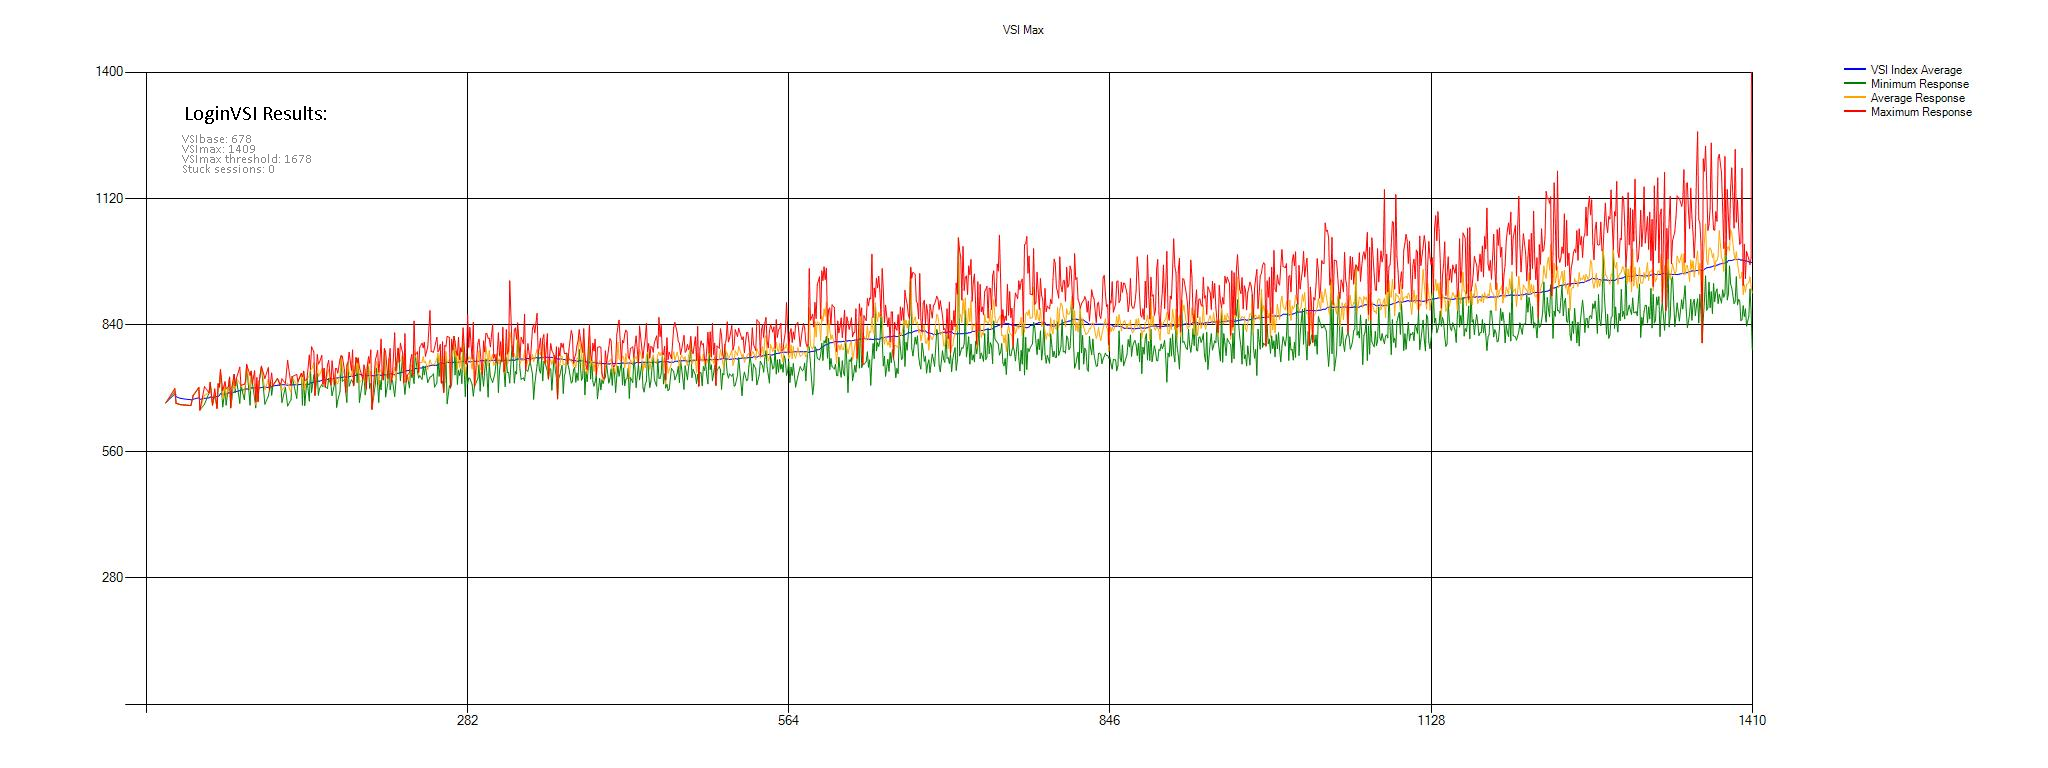 VSI Max
1400
1120
840
560
280
LoginVSI Results:
VSIbase: 678
VSImax: 1409
VSImax threshold: 1678
Stuck sessions: 0
VSI Index Average
Minimum Response
Average Response
Maximum Response
282
564
846
1128
1410